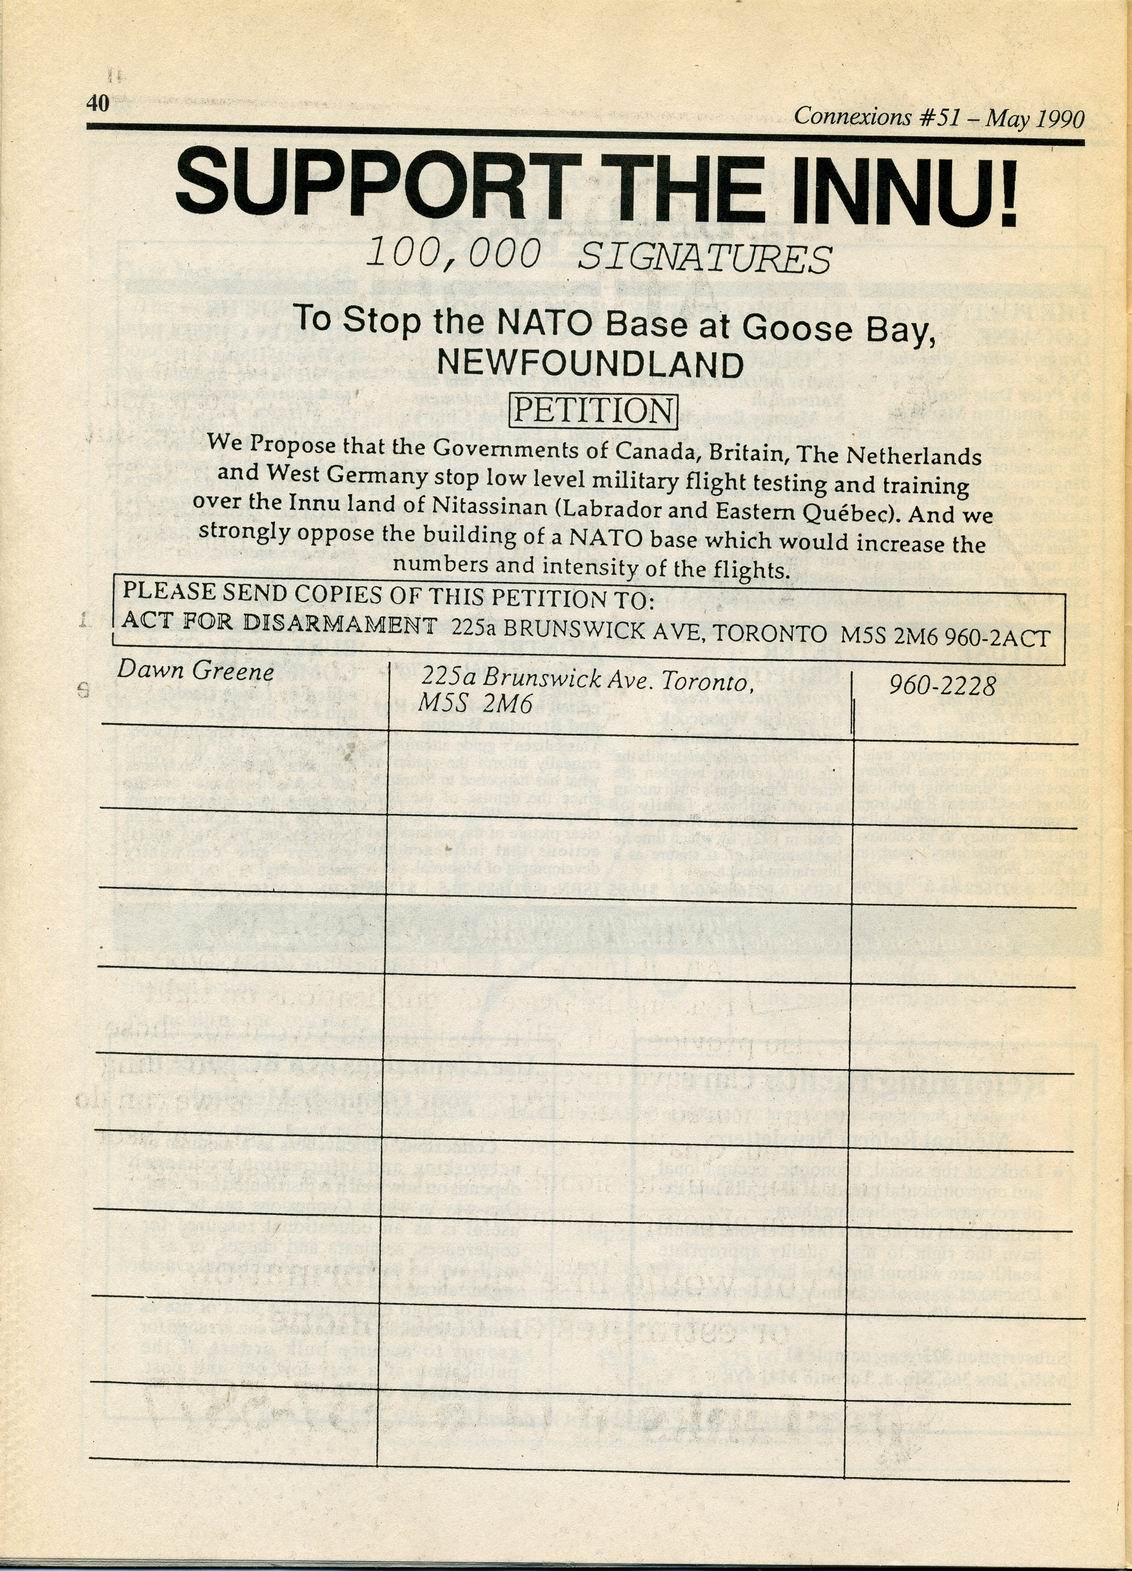 40
Connexions #51 – May 1990
SUPPORT THE INNU!
100,000 SIGNATURES
To Stop the NATO Base at Goose Bay,
NEWFOUNDLAND
PETITION
We Propose that the Governments of Canada, Britain, The Netherlands
and West Germany stop low level military flight testing and training
over the Innu land of Nitassinan (Labrador and Eastern Québec). And we
strongly oppose the building of a NATO base which would increase the
numbers and intensity of the flights.
PLEASE SEND COPIES OF THIS PETITION TO:
ACT FOR DISARMAMENT 225a BRUNSWICK AVE, TORONTO M5S 2M6 960-2ACT
Dawn Greene
225a Brunswick Ave. Toronto,
M5S 2M6
960-2228